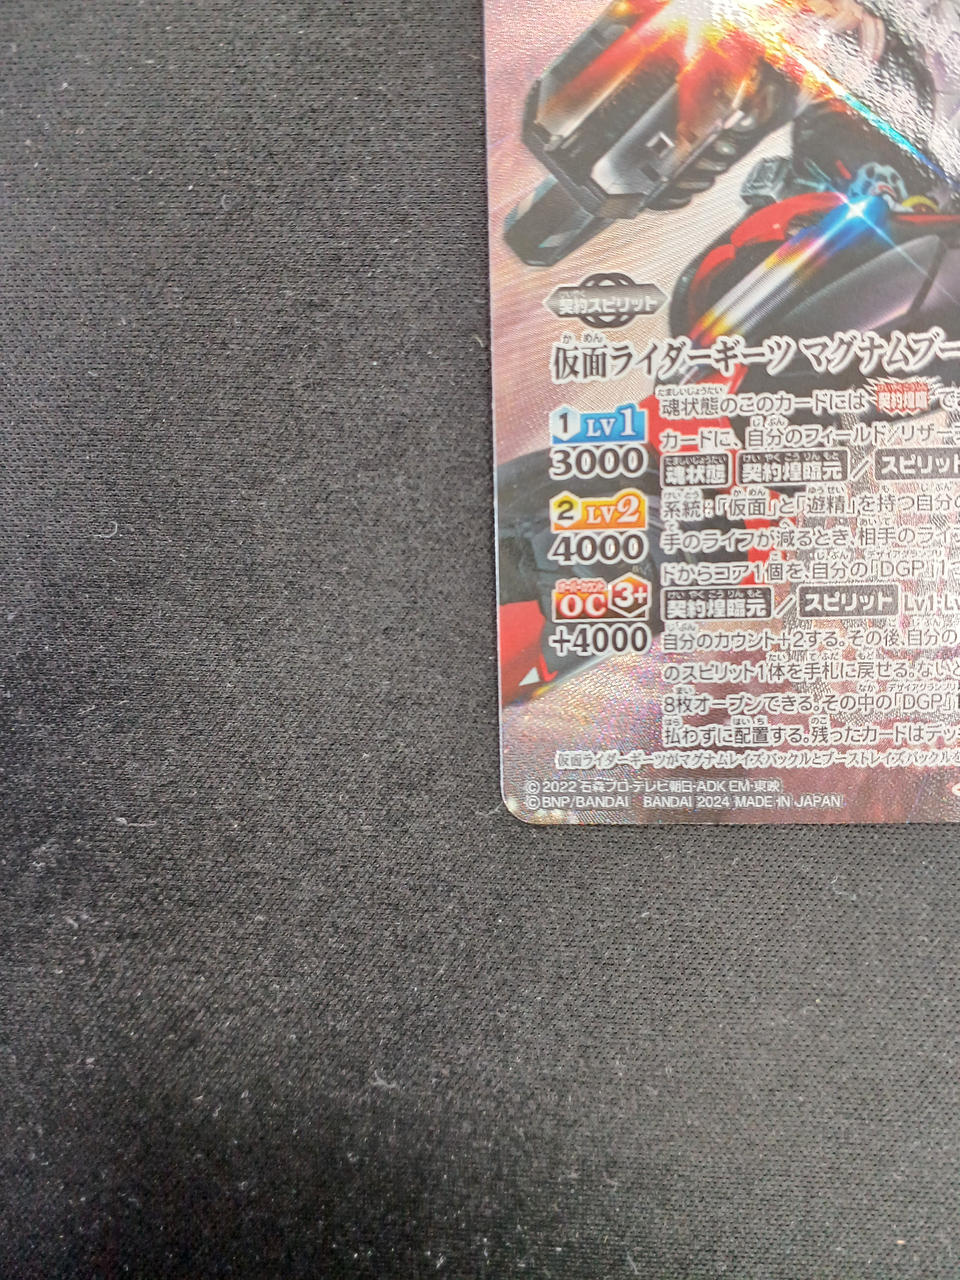 契約スピリット
仮面ライダーギーツ マグナムブー
魂状態のこのカードには契約煌臨でき
カードに、自分のフィールド/リザー
1 LV1
3000
魂状態 契約煌臨元 / スピリット
系統:「仮面」と「遊精」を持つ自分の
2 LV2
4000
手のライフが減るとき、相手のライ
ドからコア1個を、自分の「DGP」1つ
OC 3+
+4000
契約煌臨元 / スピリット Lv1・Lv
自分のカウント+2する。その後、自分の
のスピリット1体を手札に戻せる。ないと
8枚オープンできる。その中の「DGP」1
払わずに配置する。残ったカードはデッ
仮面ライダーギーツがマグナムレイズバックルとブーストレイズバックルを
© 2022 石森プロ・テレビ朝日・ADK EM・東映
© BNP/BANDAI BANDAI 2024 MADE IN JAPAN